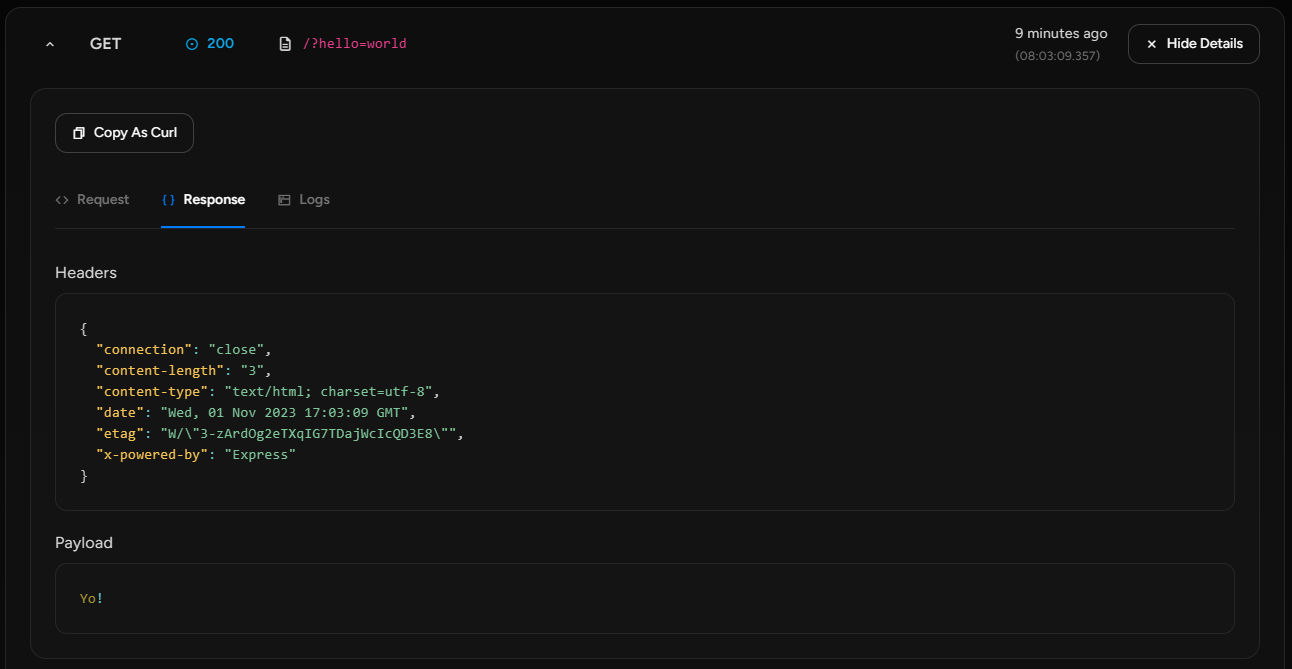 GET 200 /?hello=world 9 minutes ago Hide Details
(08:03:09.357)
Copy As Curl
<> Request {} Response Logs
Headers
{
  "connection": "close",
  "content-length": "3",
  "content-type": "text/html; charset=utf-8",
  "date": "Wed, 01 Nov 2023 17:03:09 GMT",
  "etag": "W/\"3-zArdOg2eTXqIG7TDajWcIcQD3E8\"",
  "x-powered-by": "Express"
}
Payload
Yo!